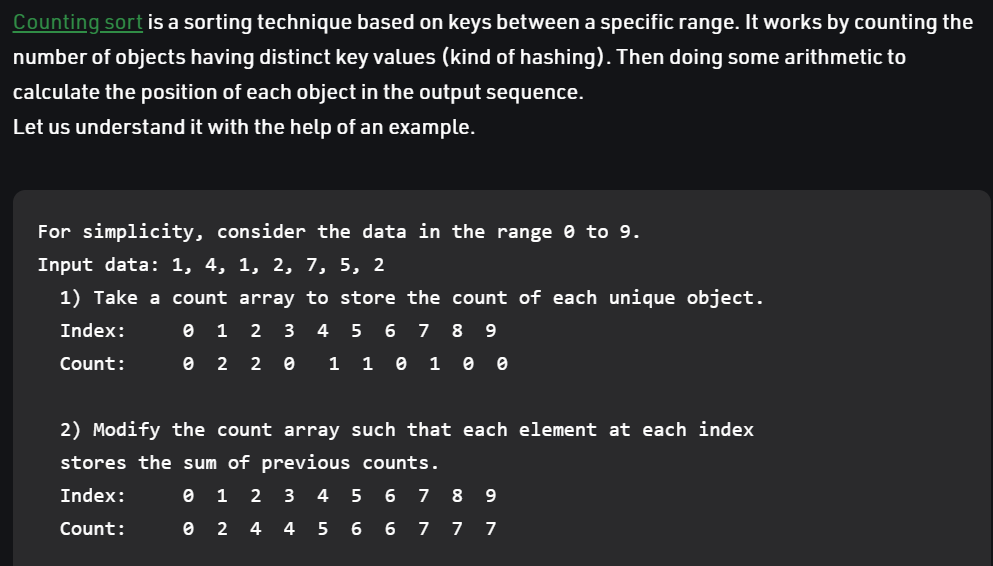 Counting sort is a sorting technique based on keys between a specific range. It works by counting the
number of objects having distinct key values (kind of hashing). Then doing some arithmetic to
calculate the position of each object in the output sequence.
Let us understand it with the help of an example.
For simplicity, consider the data in the range 0 to 9.
Input data: 1, 4, 1, 2, 7, 5, 2
1) Take a count array to store the count of each unique object.
Index: 0 1 2 3 4 5 6 7 8 9
Count: 0 2 2 0 1 1 0 1 0 0
2) Modify the count array such that each element at each index
stores the sum of previous counts.
Index: 0 1 2 3 4 5 6 7 8 9
Count: 0 2 4 4 5 6 6 7 7 7